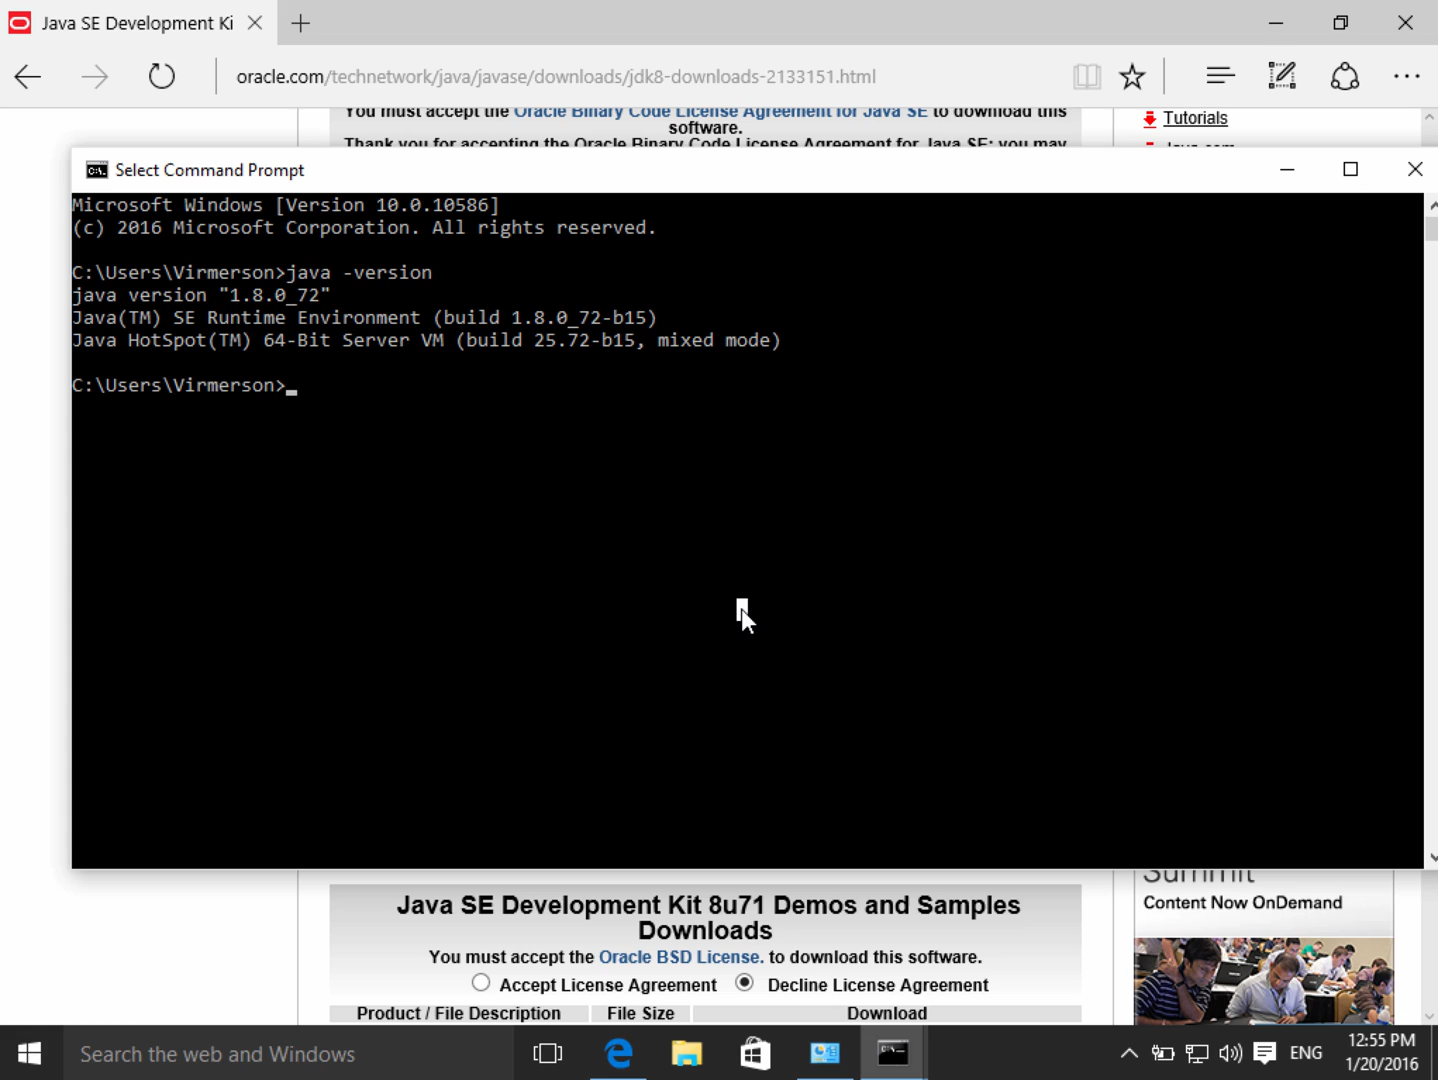 Java SE Development Ki
oracle.com/technetwork/java/javase/downloads/jdk8-downloads-2133151.html
You must accept the Oracle Binary Code License Agreement for Java SE to download this
software.
Thank you for accepting the Oracle Binary Code License Agreement for Java SE; you may
Tutorials
Java.com
Select Command Prompt
Microsoft Windows [Version 10.0.10586]
(c) 2016 Microsoft Corporation. All rights reserved.
C:\Users\Virmerson>java -version
java version "1.8.0_72"
Java(TM) SE Runtime Environment (build 1.8.0_72-b15)
Java HotSpot(TM) 64-Bit Server VM (build 25.72-b15, mixed mode)
C:\Users\Virmerson>
Summit
Content Now OnDemand
Java SE Development Kit 8u71 Demos and Samples
Downloads
You must accept the Oracle BSD License. to download this software.
Accept License Agreement Decline License Agreement
Product / File Description File Size Download
Search the web and Windows
ENG
12:55 PM
1/20/2016